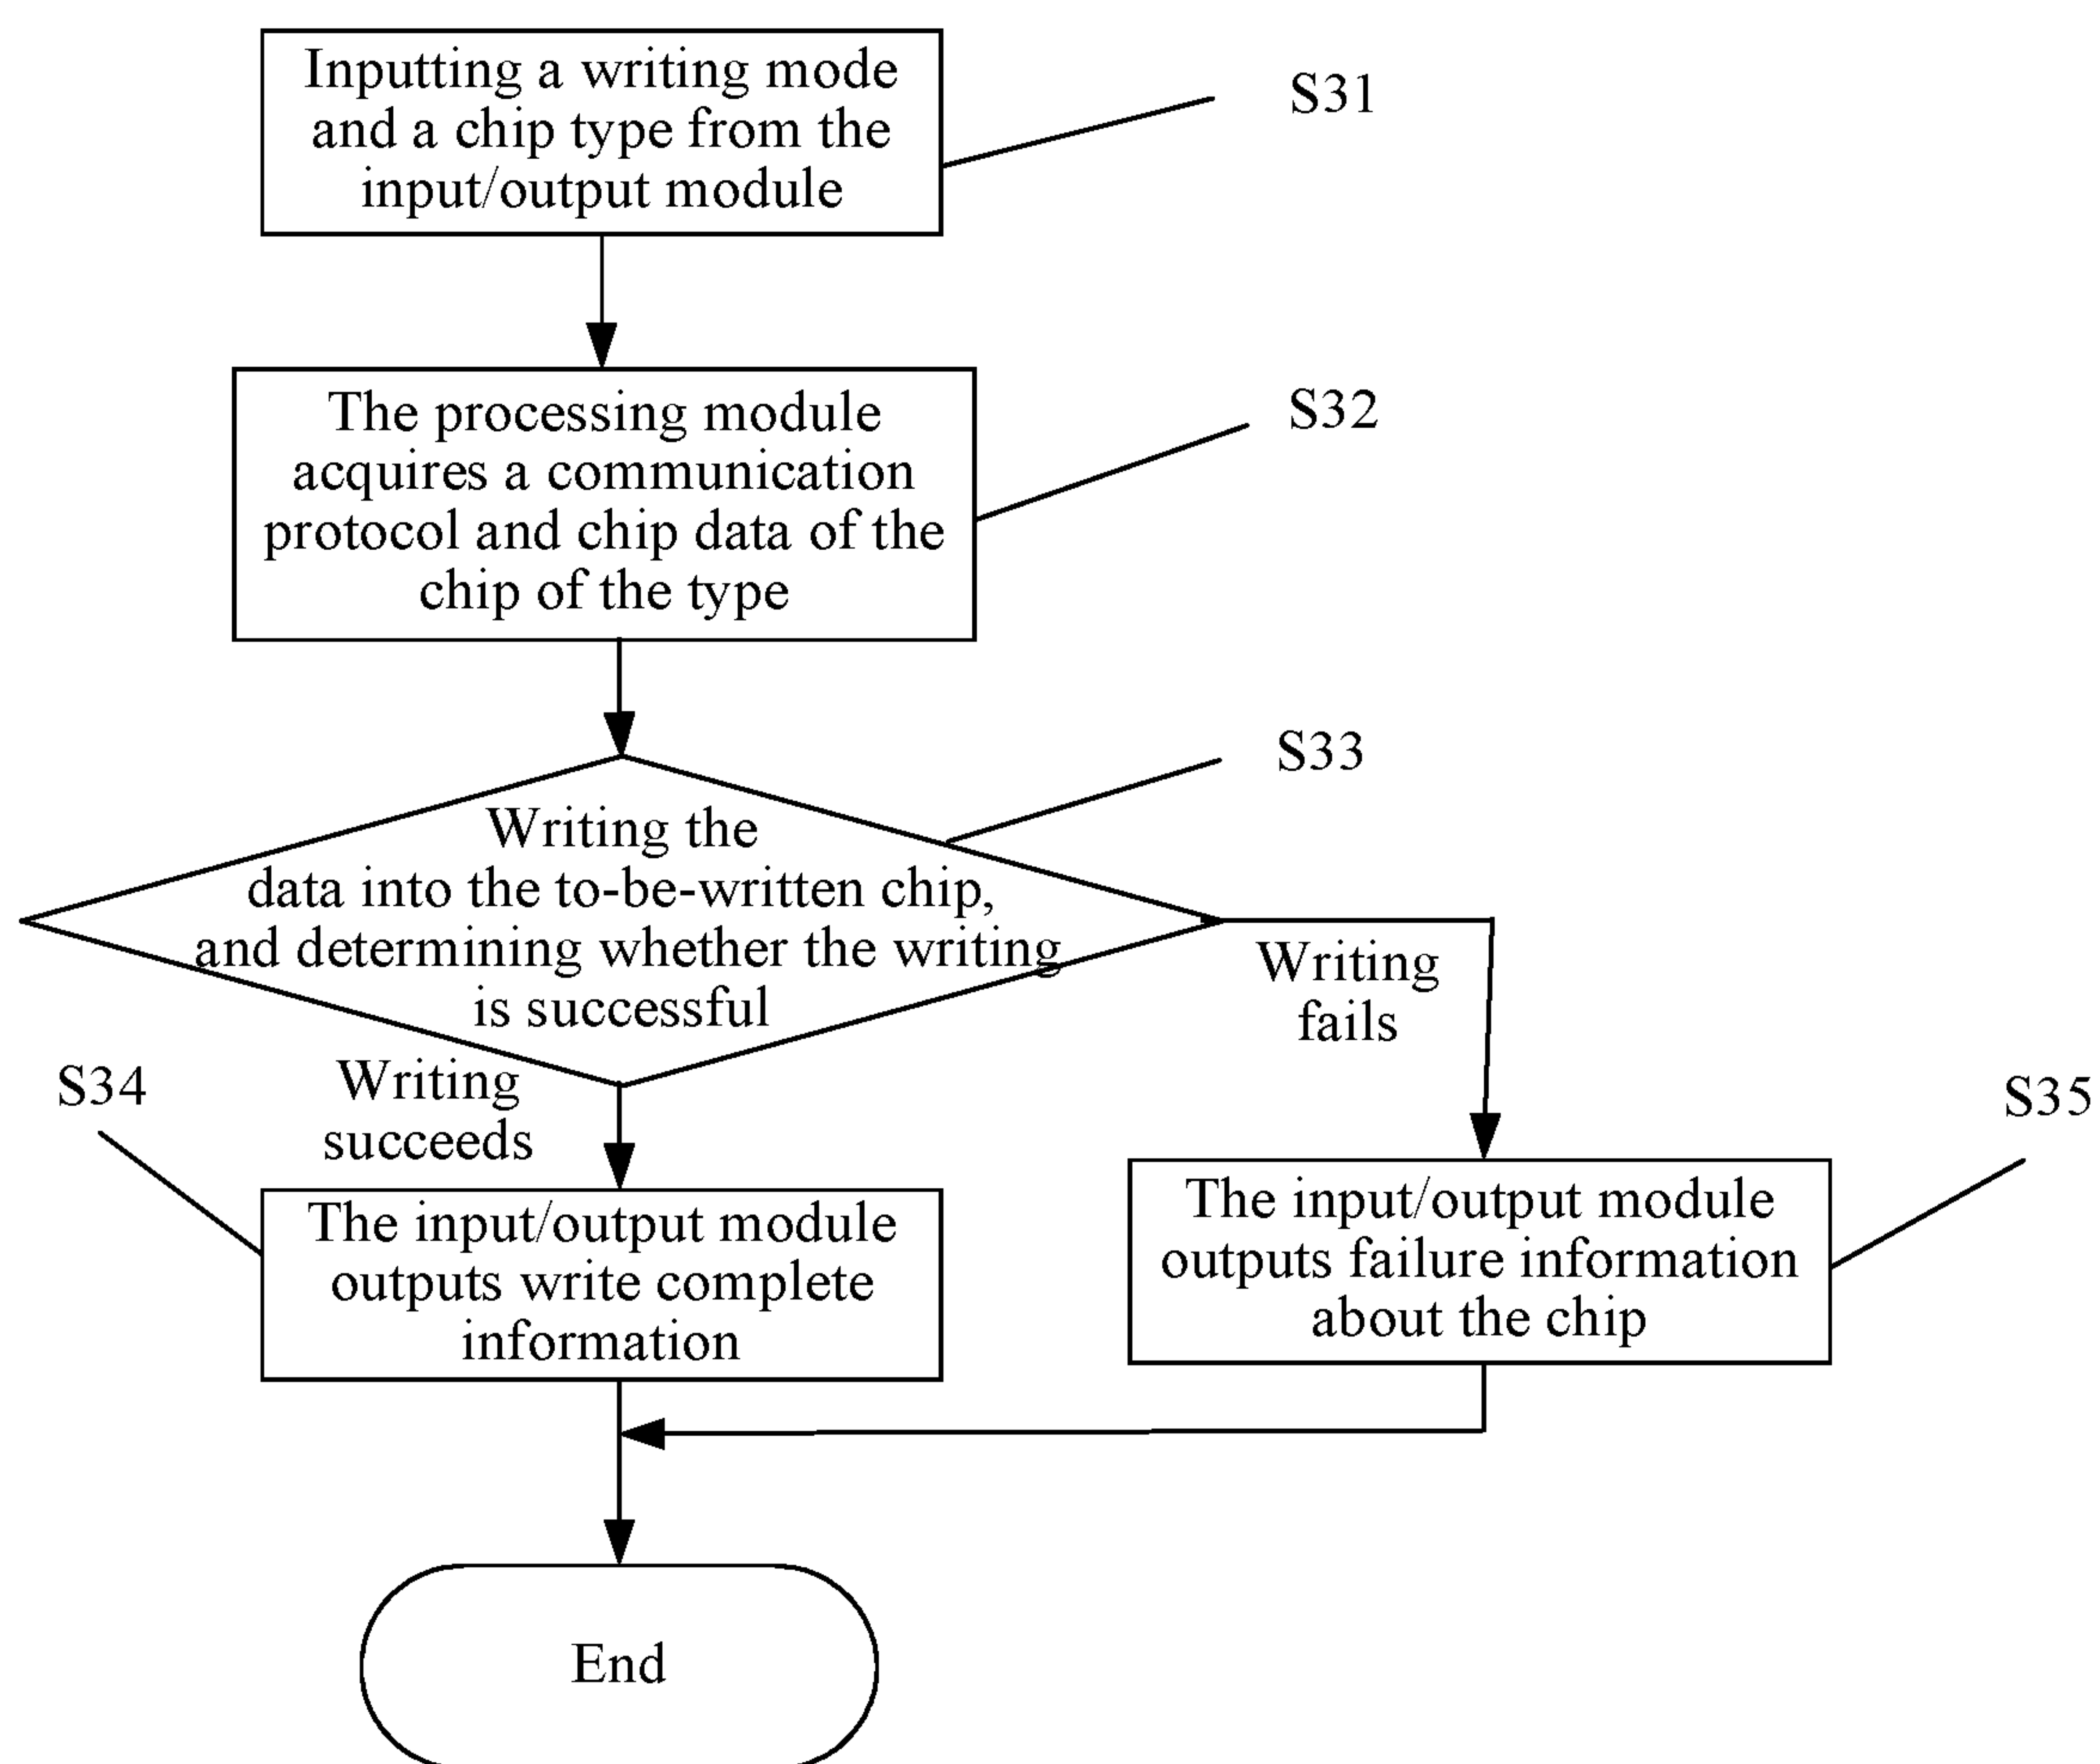 Inputting a writing mode
and a chip type from the
input/output module
S31
The processing module
acquires a communication
protocol and chip data of the
chip of the type
S32
Writing the
data into the to-be-written chip,
and determining whether the writing
is successful
S33
Writing
fails
Writing
succeeds
S34
The input/output module
outputs write complete
information
S35
The input/output module
outputs failure information
about the chip
End